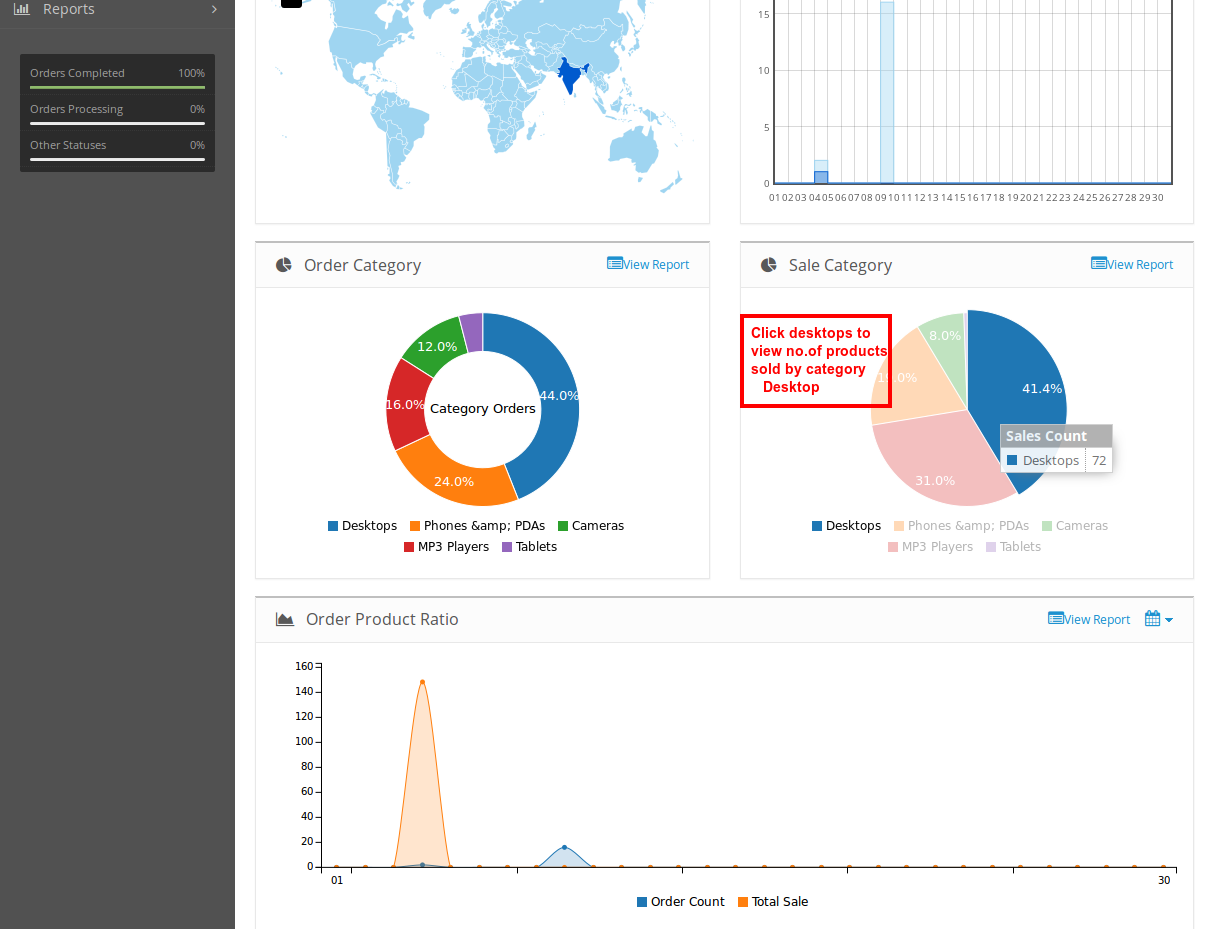 Reports
Orders Completed 100%
Orders Processing 0%
Other Statuses 0%
15
10
5
0
01 02 03 04 05 06 07 08 09 10 11 12 13 14 15 16 17 18 19 20 21 22 23 24 25 26 27 28 29 30
Order Category View Report
12.0%
44.0%
16.0%
Category Orders
24.0%
Desktops Phones &amp; PDAs Cameras
MP3 Players Tablets
Sale Category View Report
Click desktops to
view no.of products
sold by category
Desktop
8.0%
41.4%
Sales Count
Desktops 72
31.0%
Desktops Phones &amp; PDAs Cameras
MP3 Players Tablets
Order Product Ratio View Report
160
140
120
100
80
60
40
20
0
01 30
Order Count Total Sale